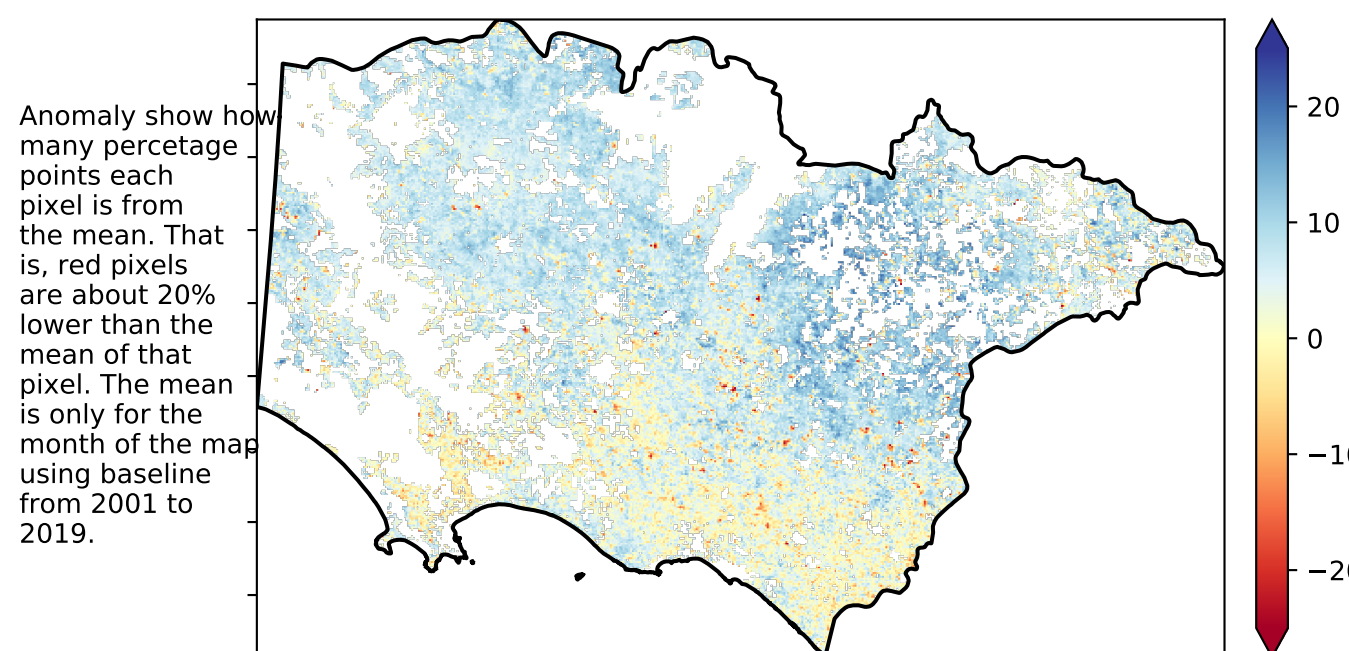 Anomaly show how
many percetage
points each
pixel is from
the mean. That
is, red pixels
are about 20%
lower than the
mean of that
pixel. The mean
is only for the
month of the map
using baseline
from 2001 to
2019.
20
10
0
−10
−20